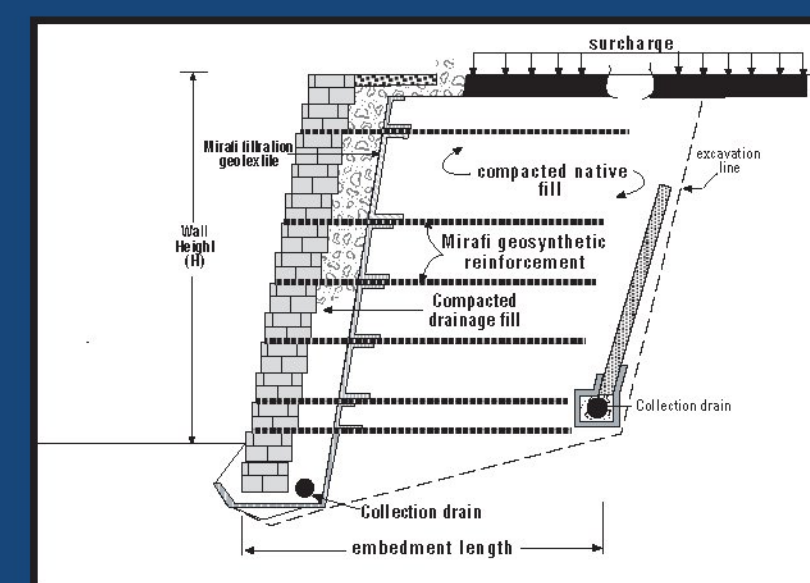 surcharge
Mirafi filtration
geotextile
compacted native
fill
excavation
line
Wall
Height
(H)
Mirafi geosynthetic
reinforcement
Compacted
drainage fill
Collection drain
Collection drain
embedment length